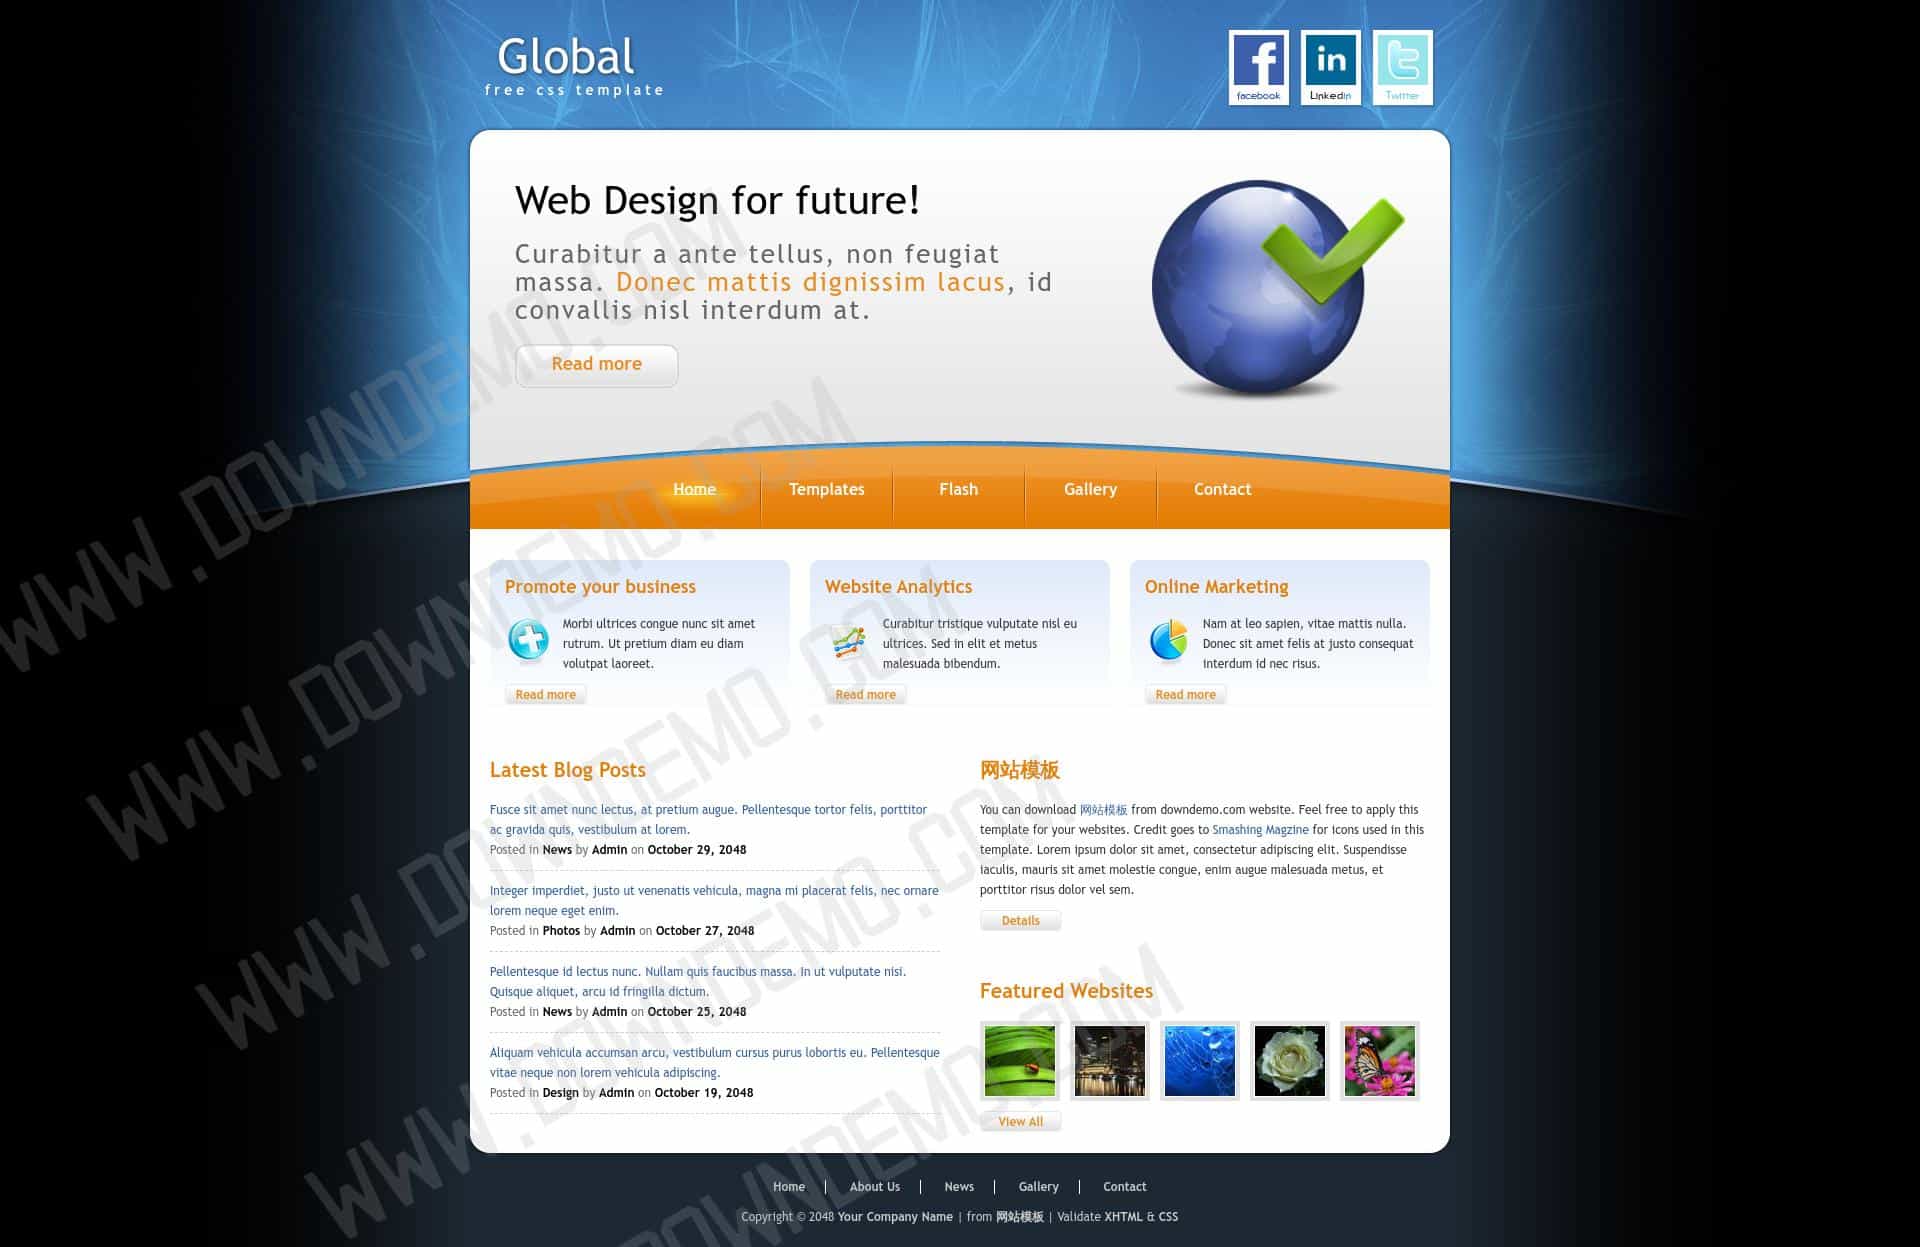 Global
free css template
facebook
Linkedin
Twitter
Web Design for future!
Curabitur a ante tellus, non feugiat
massa. Donec mattis dignissim lacus, id
convallis nisl interdum at.
Read more
Home
Templates
Flash
Gallery
Contact
Promote your business
Morbi ultrices congue nunc sit amet
rutrum. Ut pretium diam eu diam
volutpat laoreet.
Read more
Website Analytics
Curabitur tristique vulputate nisl eu
ultrices. Sed in elit et metus
malesuada bibendum.
Read more
Online Marketing
Nam at leo sapien, vitae mattis nulla.
Donec sit amet felis at justo consequat
interdum id nec risus.
Read more
Latest Blog Posts
Fusce sit amet nunc lectus, at pretium augue. Pellentesque tortor felis, porttitor
ac gravida quis, vestibulum at lorem.
Posted in News by Admin on October 29, 2048
Integer imperdiet, justo ut venenatis vehicula, magna mi placerat felis, nec ornare
lorem neque eget enim.
Posted in Photos by Admin on October 27, 2048
Pellentesque id lectus nunc. Nullam quis faucibus massa. In ut vulputate nisi.
Quisque aliquet, arcu id fringilla dictum.
Posted in News by Admin on October 25, 2048
Aliquam vehicula accumsan arcu, vestibulum cursus purus lobortis eu. Pellentesque
vitae neque non lorem vehicula adipiscing.
Posted in Design by Admin on October 19, 2048
网站模板
You can download 网站模板 from downdemo.com website. Feel free to apply this
template for your websites. Credit goes to Smashing Magzine for icons used in this
template. Lorem ipsum dolor sit amet, consectetur adipiscing elit. Suspendisse
iaculis, mauris sit amet molestie congue, enim augue malesuada metus, et
porttitor risus dolor vel sem.
Details
Featured Websites
View All
Home
About Us
News
Gallery
Contact
Copyright © 2048 Your Company Name | from 网站模板 | Validate XHTML & CSS
WWW.DOWNDEMO.COM
WWW.DOWNDEMO.COM
WWW.DOWNDEMO.COM
WWW.DOWNDEMO.COM
WWW.DOWNDEMO.COM